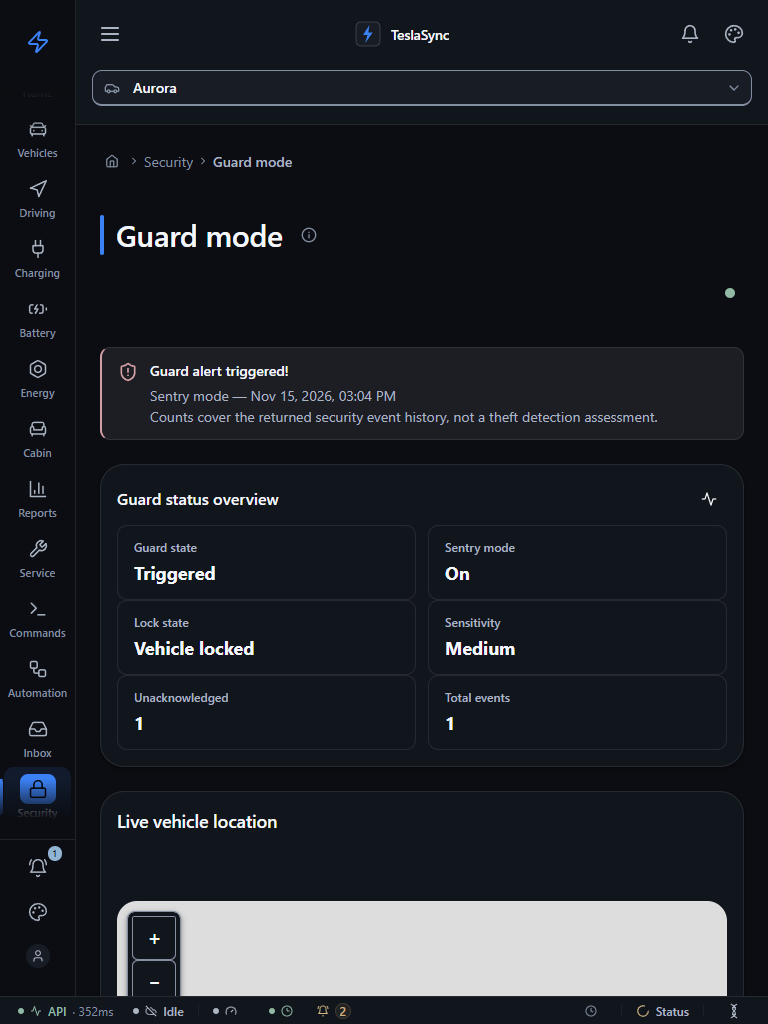 TeslaSync
Aurora
Security
Guard mode
Guard mode
Guard alert triggered!
Sentry mode — Nov 15, 2026, 03:04 PM
Counts cover the returned security event history, not a theft detection assessment.
Guard status overview
Guard state
Triggered
Sentry mode
On
Lock state
Vehicle locked
Sensitivity
Medium
Unacknowledged
1
Total events
1
Live vehicle location
+
−
Vehicles
Driving
Charging
Battery
Energy
Cabin
Reports
Service
Commands
Automation
Inbox
Security
1
API · 352ms
Idle
2
Status